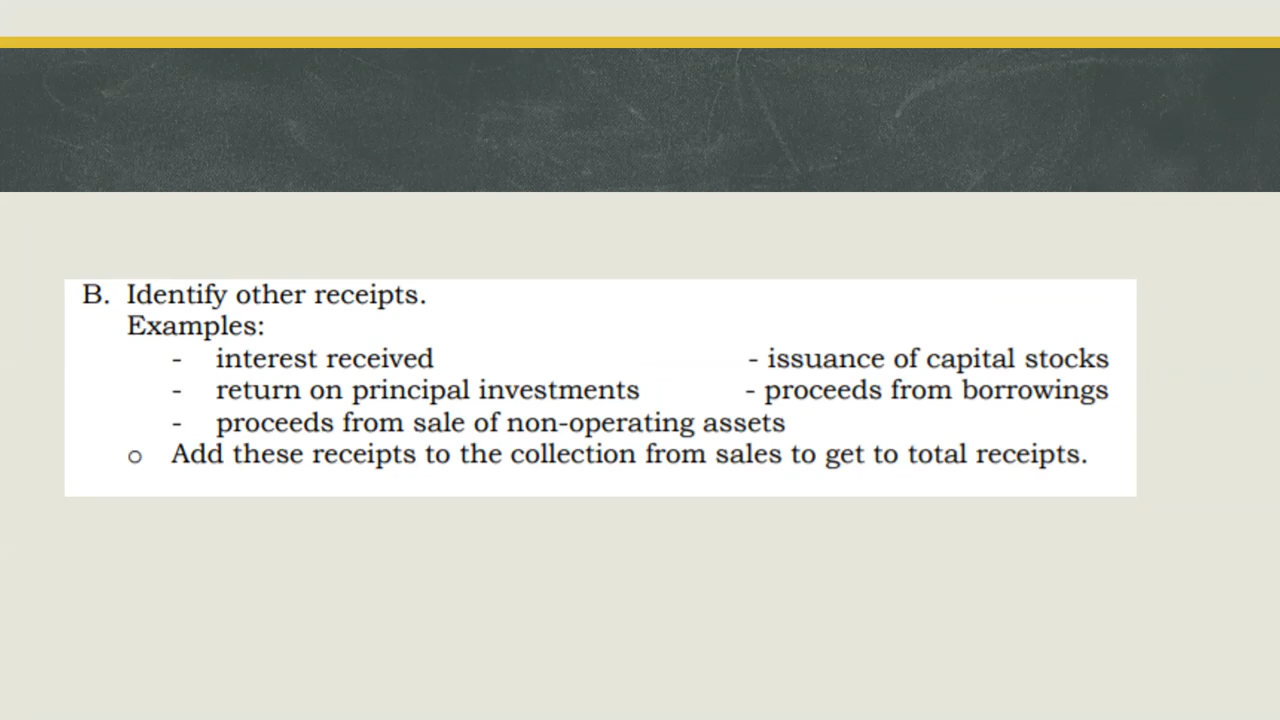 B. Identify other receipts.
Examples:
- interest received - issuance of capital stocks
- return on principal investments - proceeds from borrowings
- proceeds from sale of non-operating assets
o Add these receipts to the collection from sales to get to total receipts.